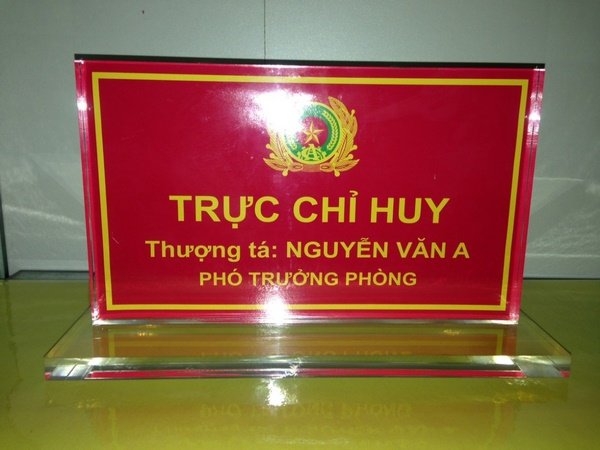 TRỰC CHỈ HUY
Thượng tá: NGUYỄN VĂN A
PHÓ TRƯỞNG PHÒNG